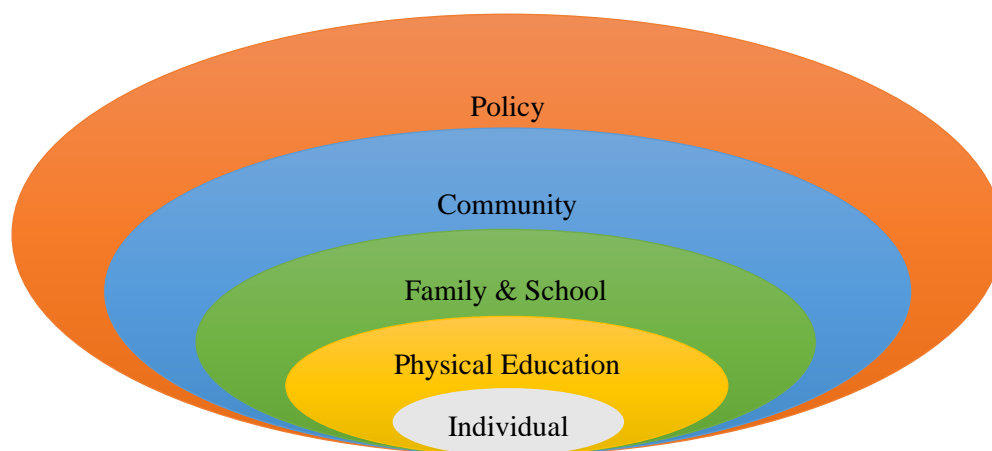 Policy
Community
Family & School
Physical Education
Individual